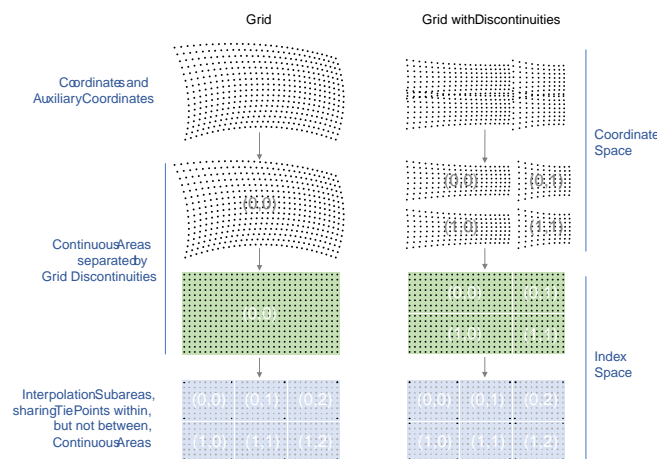 Grid
Grid withDiscontinuities
Coordinatesand
AuxiliaryCoordinates
Coordinate
Space
(0.0)
(0.0)
(0.1)
(1.0)
(1.1)
ContinuousAreas
separatedby
Grid Discontinuities
(0.0)
(0.0)
(0.1)
(1.0)
(1.1)
Index
Space
InterpolationSubareas,
sharingTiePoints within,
but not between,
ContinuousAreas
(0.0)
(0.1)
(0.2)
(1.0)
(1.1)
(1.2)
(0.0)
(0.1)
(0.2)
(1.0)
(1.1)
(1.2)